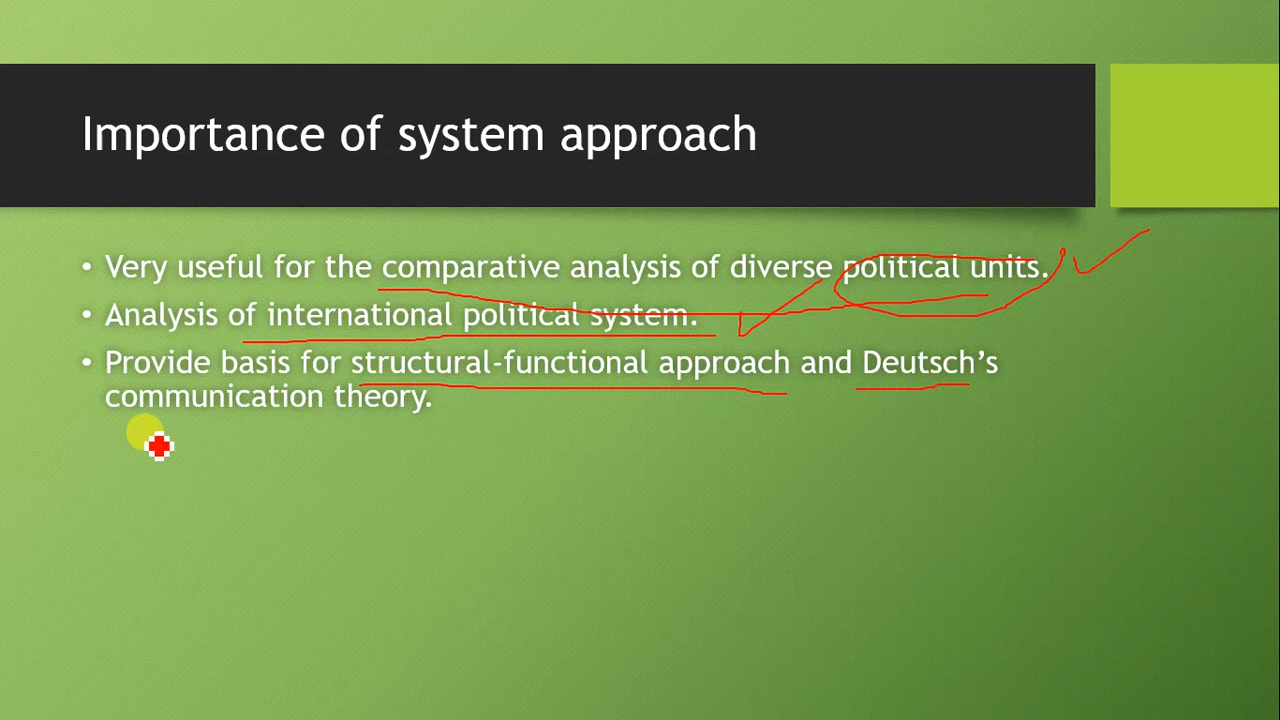 Importance of system approach
• Very useful for the comparative analysis of diverse political units.
• Analysis of international political system.
• Provide basis for structural-functional approach and Deutsch’s
communication theory.